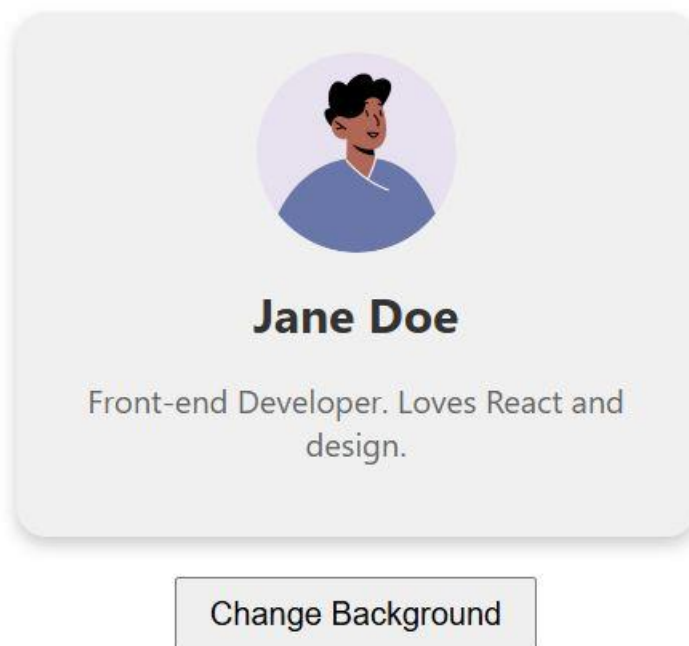 Jane Doe
Front-end Developer. Loves React and
design.
Change Background